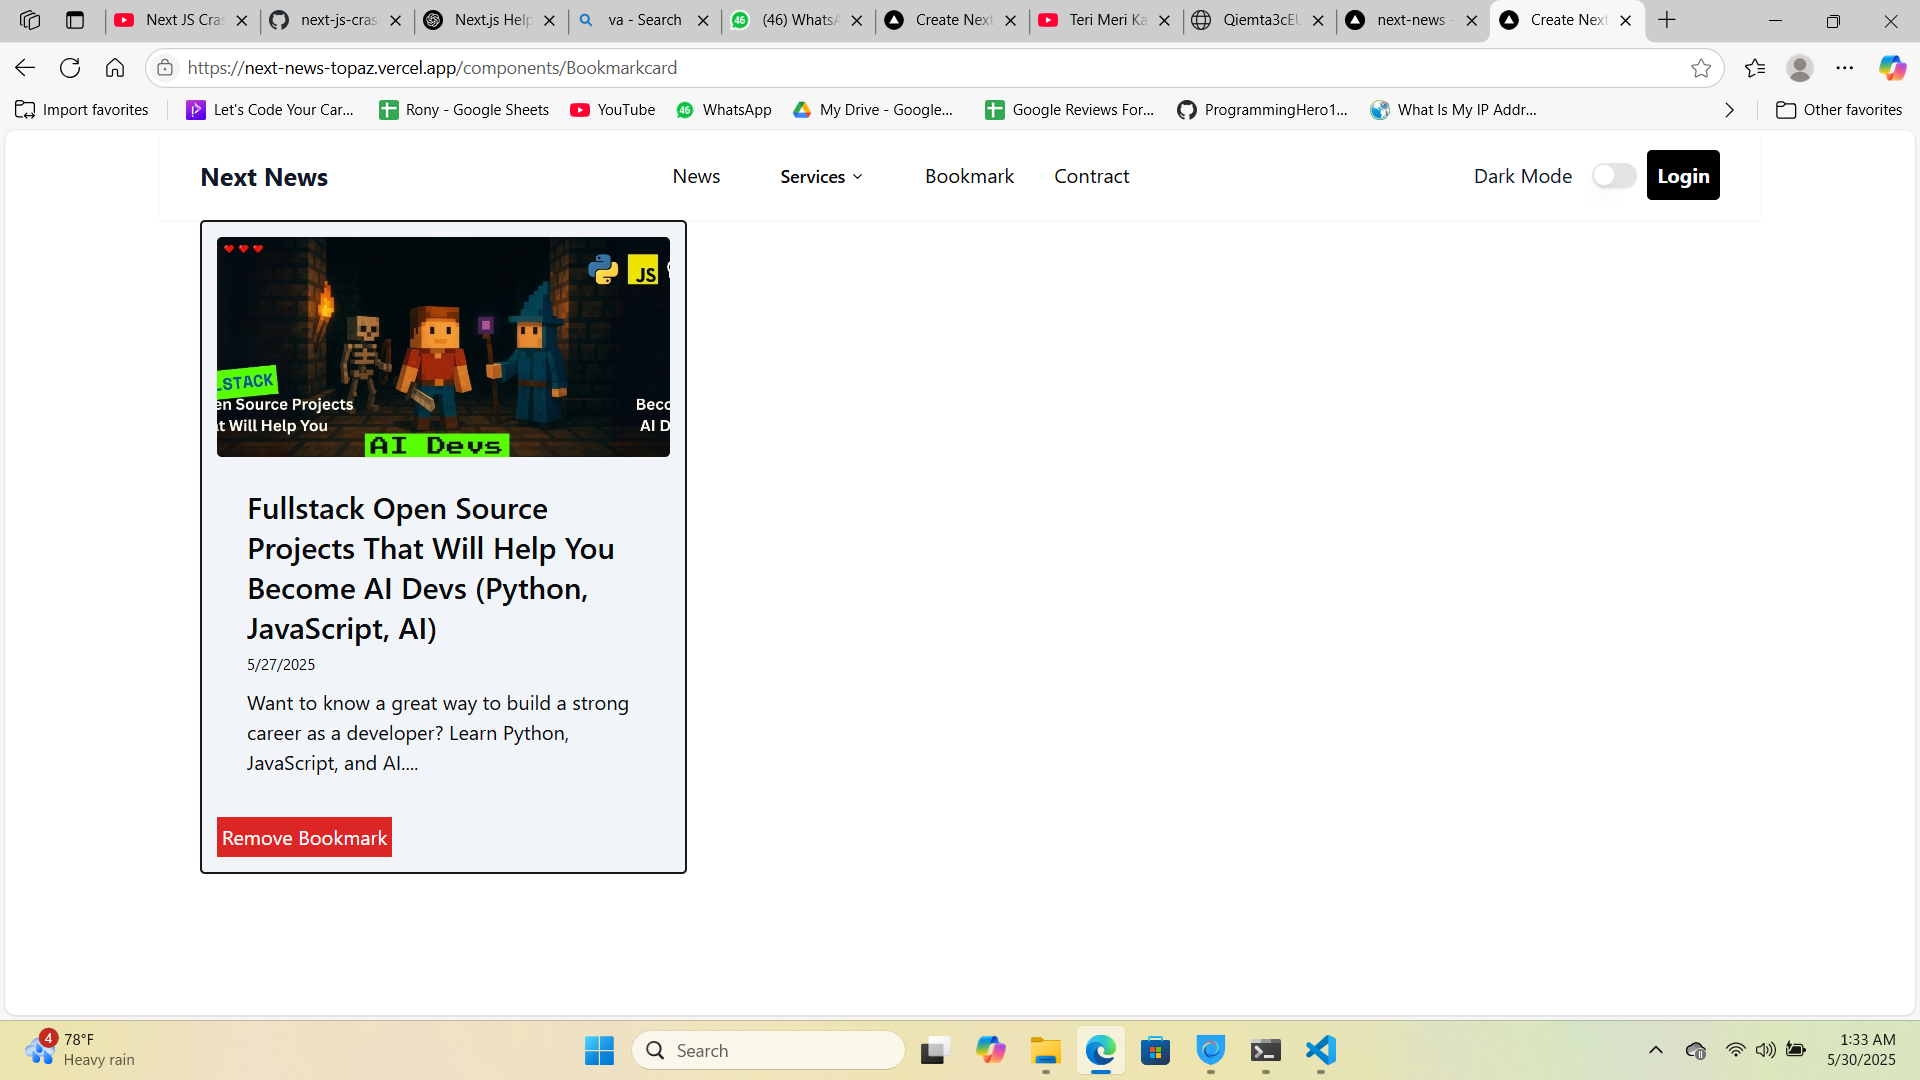 Next JS Cras
next-js-cras
Next.js Help
va - Search
(46) WhatsA
Create Next
Teri Meri Ka
Qiemta3cEU
next-news -
Create Next
https://next-news-topaz.vercel.app/components/Bookmarkcard
Import favorites
Let's Code Your Car...
Rony - Google Sheets
YouTube
46
WhatsApp
My Drive - Google...
Google Reviews For...
ProgrammingHero1...
What Is My IP Addr...
Other favorites
Next News
News
Services
Bookmark
Contract
Dark Mode
Login
JS
LSTACK
en Source Projects
at Will Help You
Beco
AI D
AI Devs
Fullstack Open Source
Projects That Will Help You
Become AI Devs (Python,
JavaScript, AI)
5/27/2025
Want to know a great way to build a strong
career as a developer? Learn Python,
JavaScript, and AI....
Remove Bookmark
4
78°F
Heavy rain
Search
1:33 AM
5/30/2025